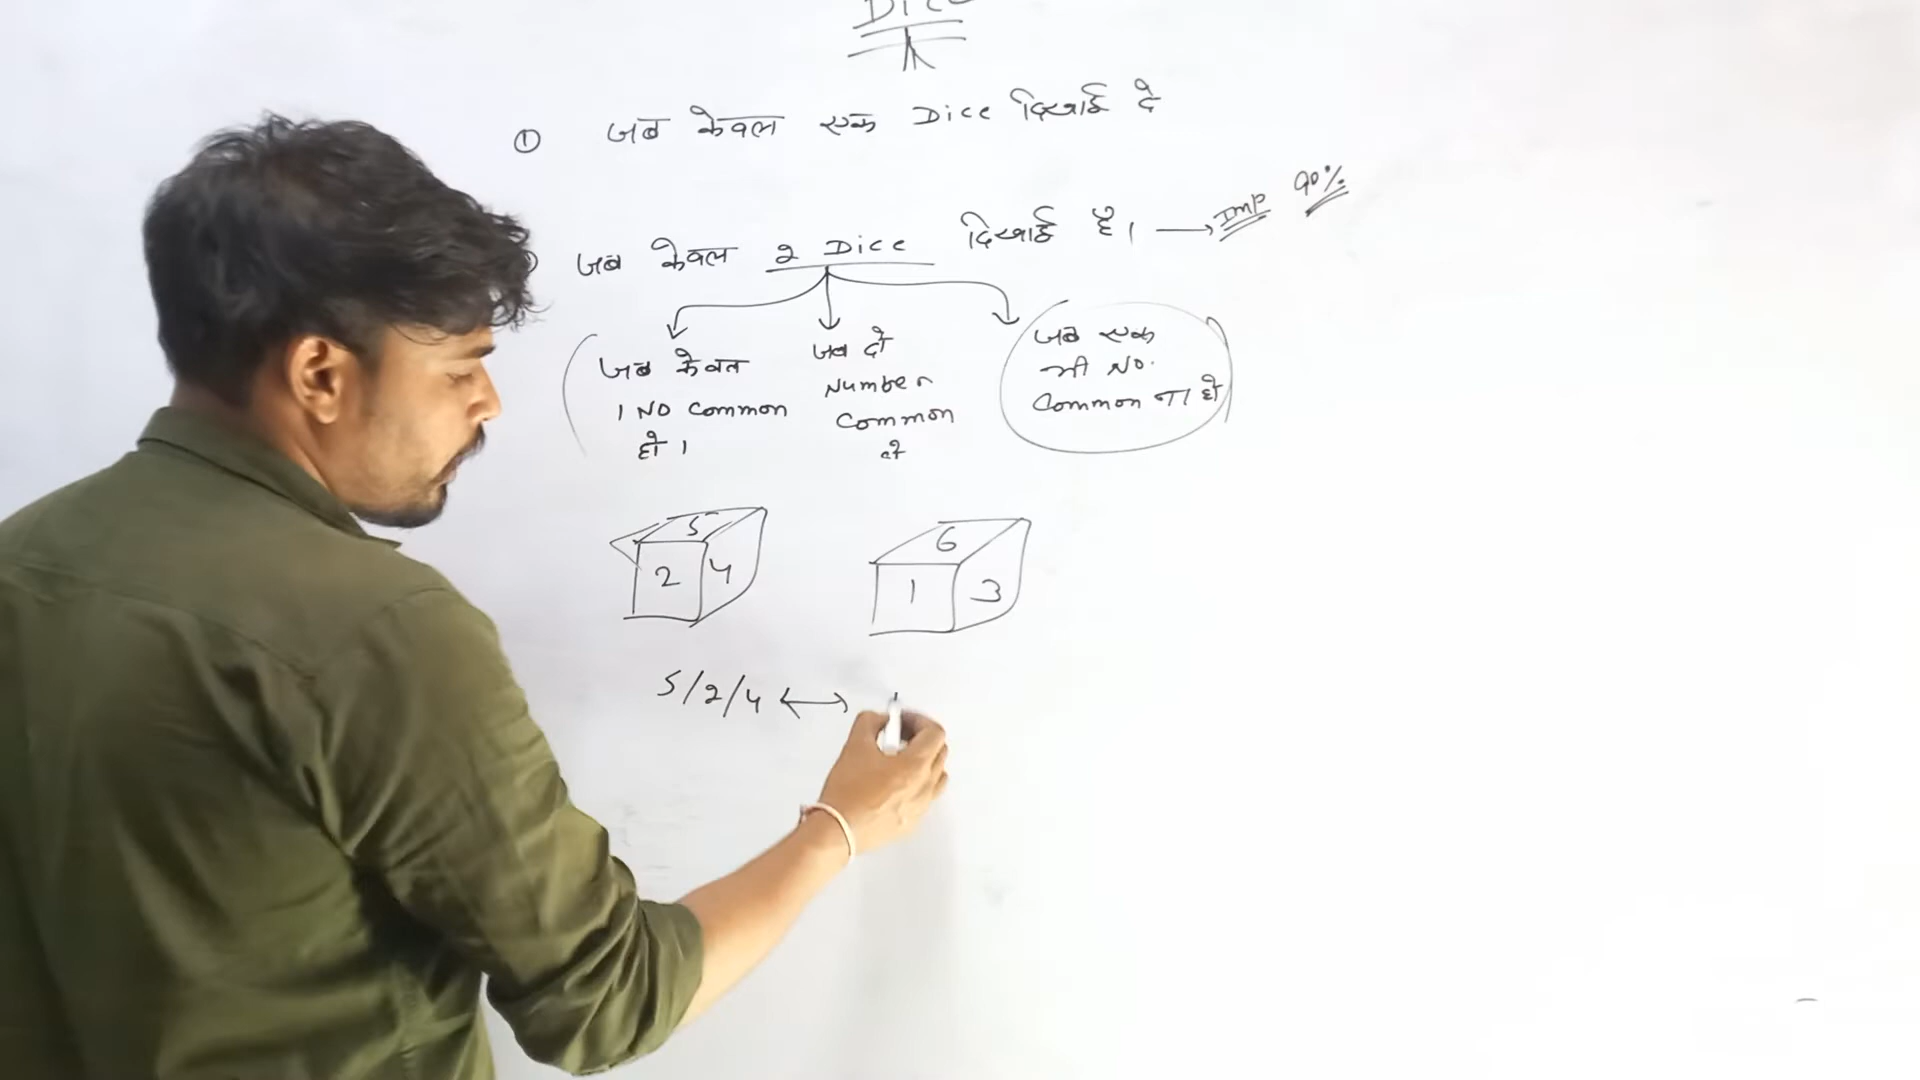 Dice
① जब केवल एक Dice दिखाई दे
जब केवल 2 Dice दिखाई है। → IMP 90%
जब केवल
1 NO Common
हो।
जब दो
Number
Common
हो
जब एक
भी No.
Common ना हो
5
2 4
6
1 3
5/2/4 ↔